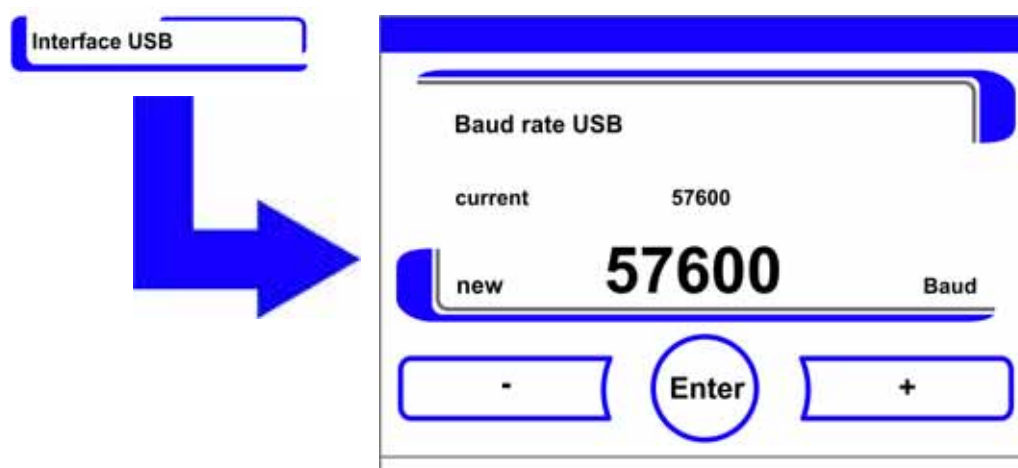 Interface USB
Baud rate USB
current 57600
new 57600 Baud
- Enter +